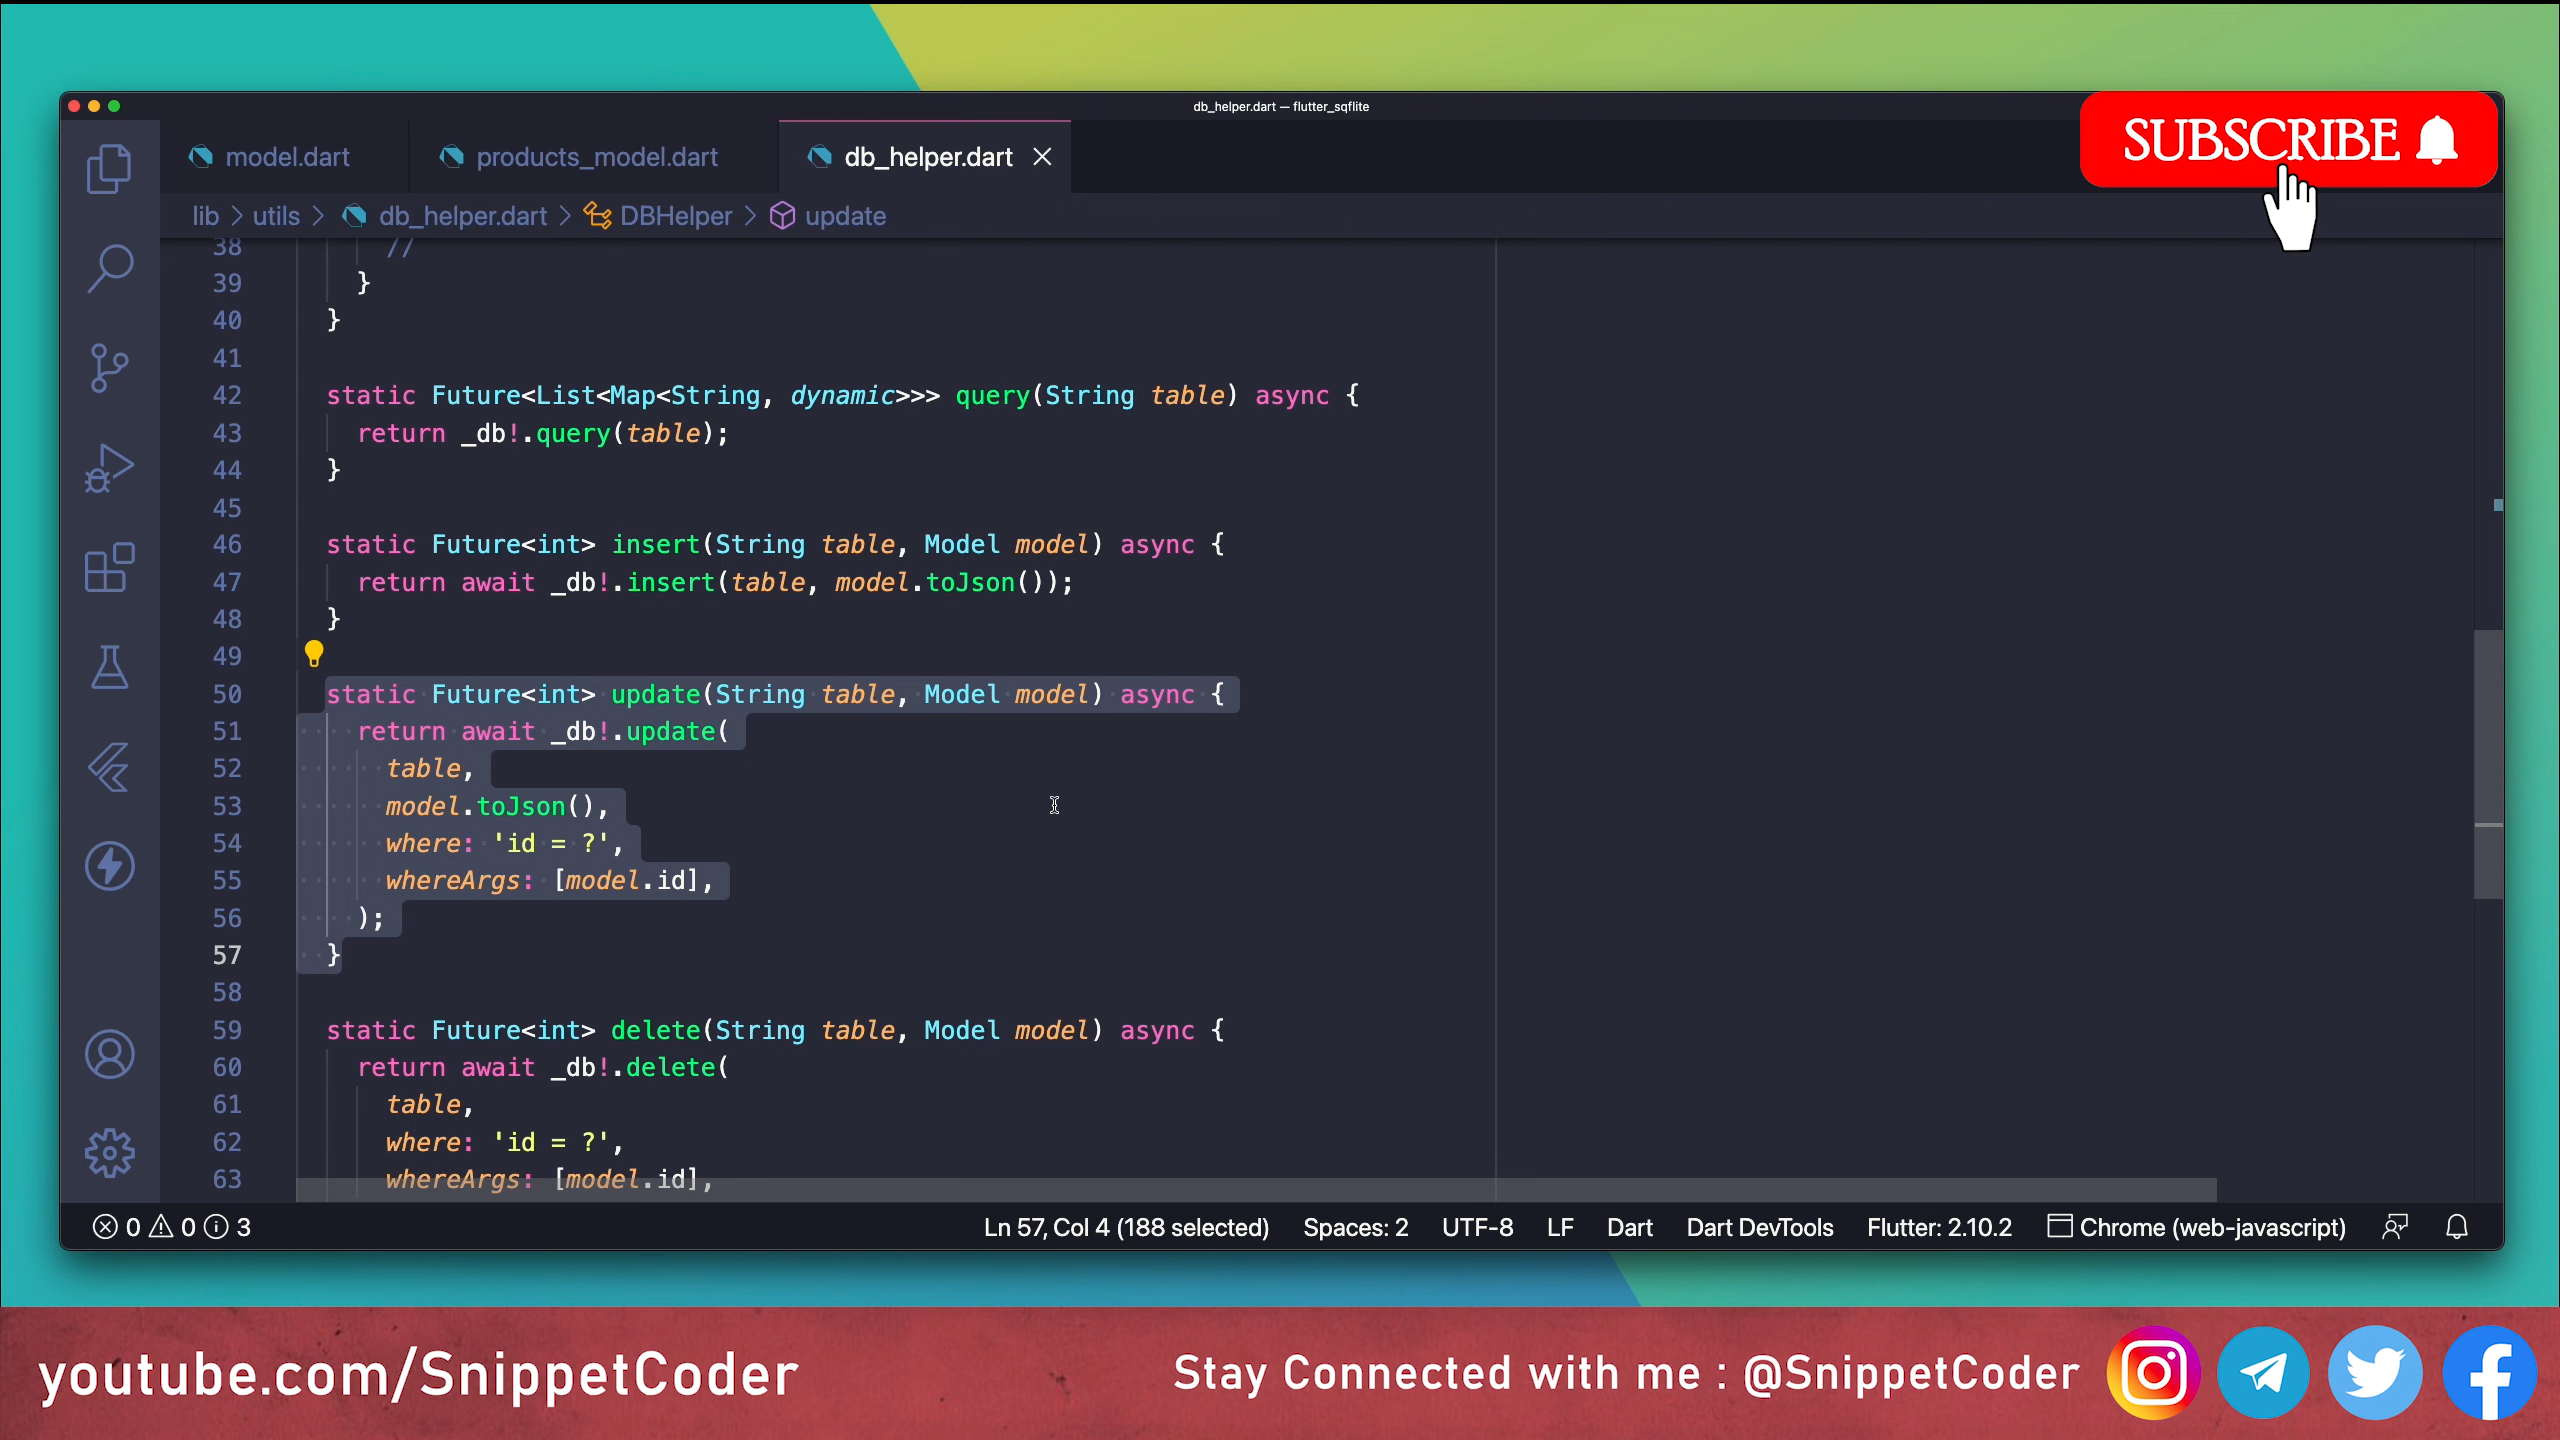 db_helper.dart — flutter_sqflite
SUBSCRIBE
model.dart
products_model.dart
db_helper.dart
lib > utils > db_helper.dart > DBHelper > update
38 //
39 }
40 }
41
42 static Future<List<Map<String, dynamic>>> query(String table) async {
43 return _db!.query(table);
44 }
45
46 static Future<int> insert(String table, Model model) async {
47 return await _db!.insert(table, model.toJson());
48 }
49
50 static Future<int> update(String table, Model model) async {
51 return await _db!.update(
52 table,
53 model.toJson(),
54 where: 'id = ?',
55 whereArgs: [model.id],
56 );
57 }
58
59 static Future<int> delete(String table, Model model) async {
60 return await _db!.delete(
61 table,
62 where: 'id = ?',
63 whereArgs: [model.id],
0 0 3 Ln 57, Col 4 (188 selected) Spaces: 2 UTF-8 LF Dart Dart DevTools Flutter: 2.10.2 Chrome (web-javascript)
youtube.com/SnippetCoder
Stay Connected with me : @SnippetCoder